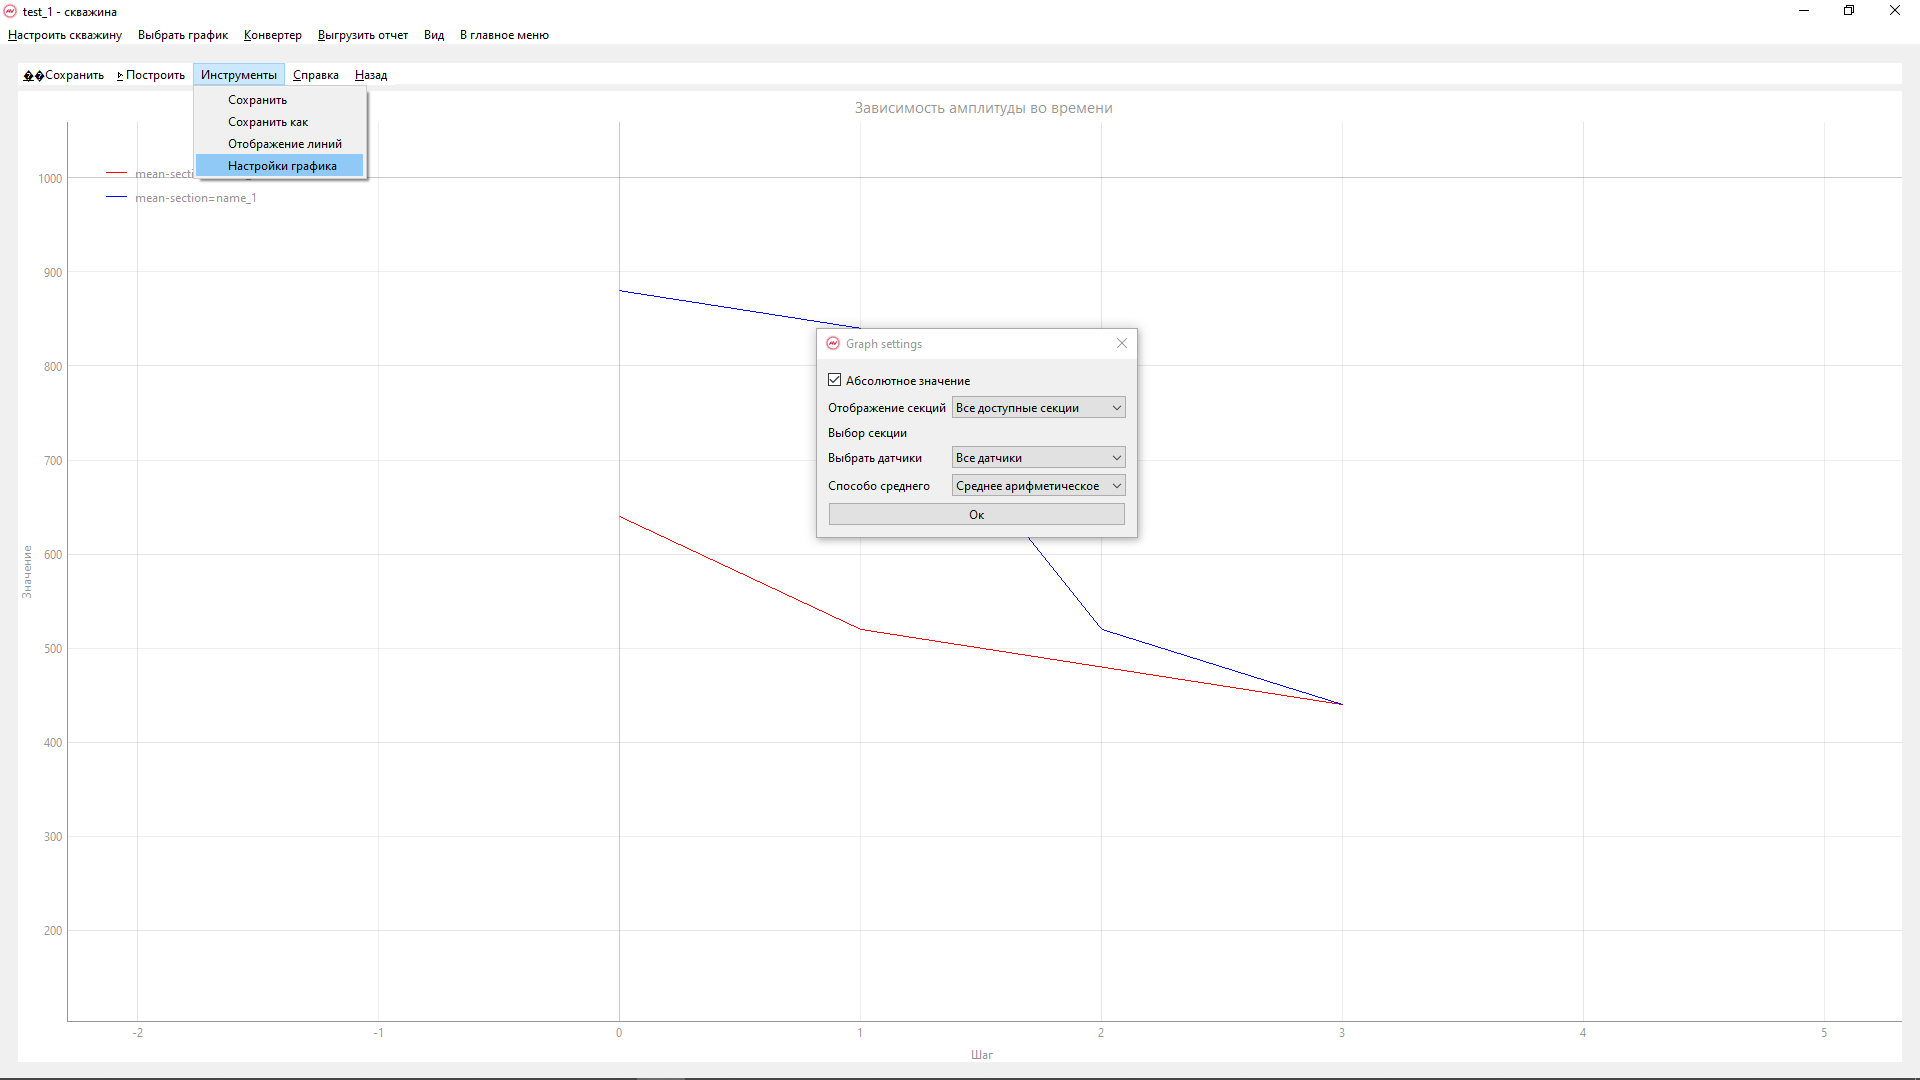 test_1 - скважина
Настроить скважину Выбрать график Конвертер Выгрузить отчет Вид В главное меню
��Сохранить Построить Инструменты Справка Назад
Сохранить
Сохранить как
Отображение линий
Настройки графика
Зависимость амплитуды во времени
mean-secti
mean-section=name_1
1000
900
800
700
600
500
400
300
200
Значение
Graph settings
Абсолютное значение
Отображение секций Все доступные секции
Выбор секции
Выбрать датчики Все датчики
Способо среднего Среднее арифметическое
Ок
-2 -1 0 1 2 3 4 5
Шаг